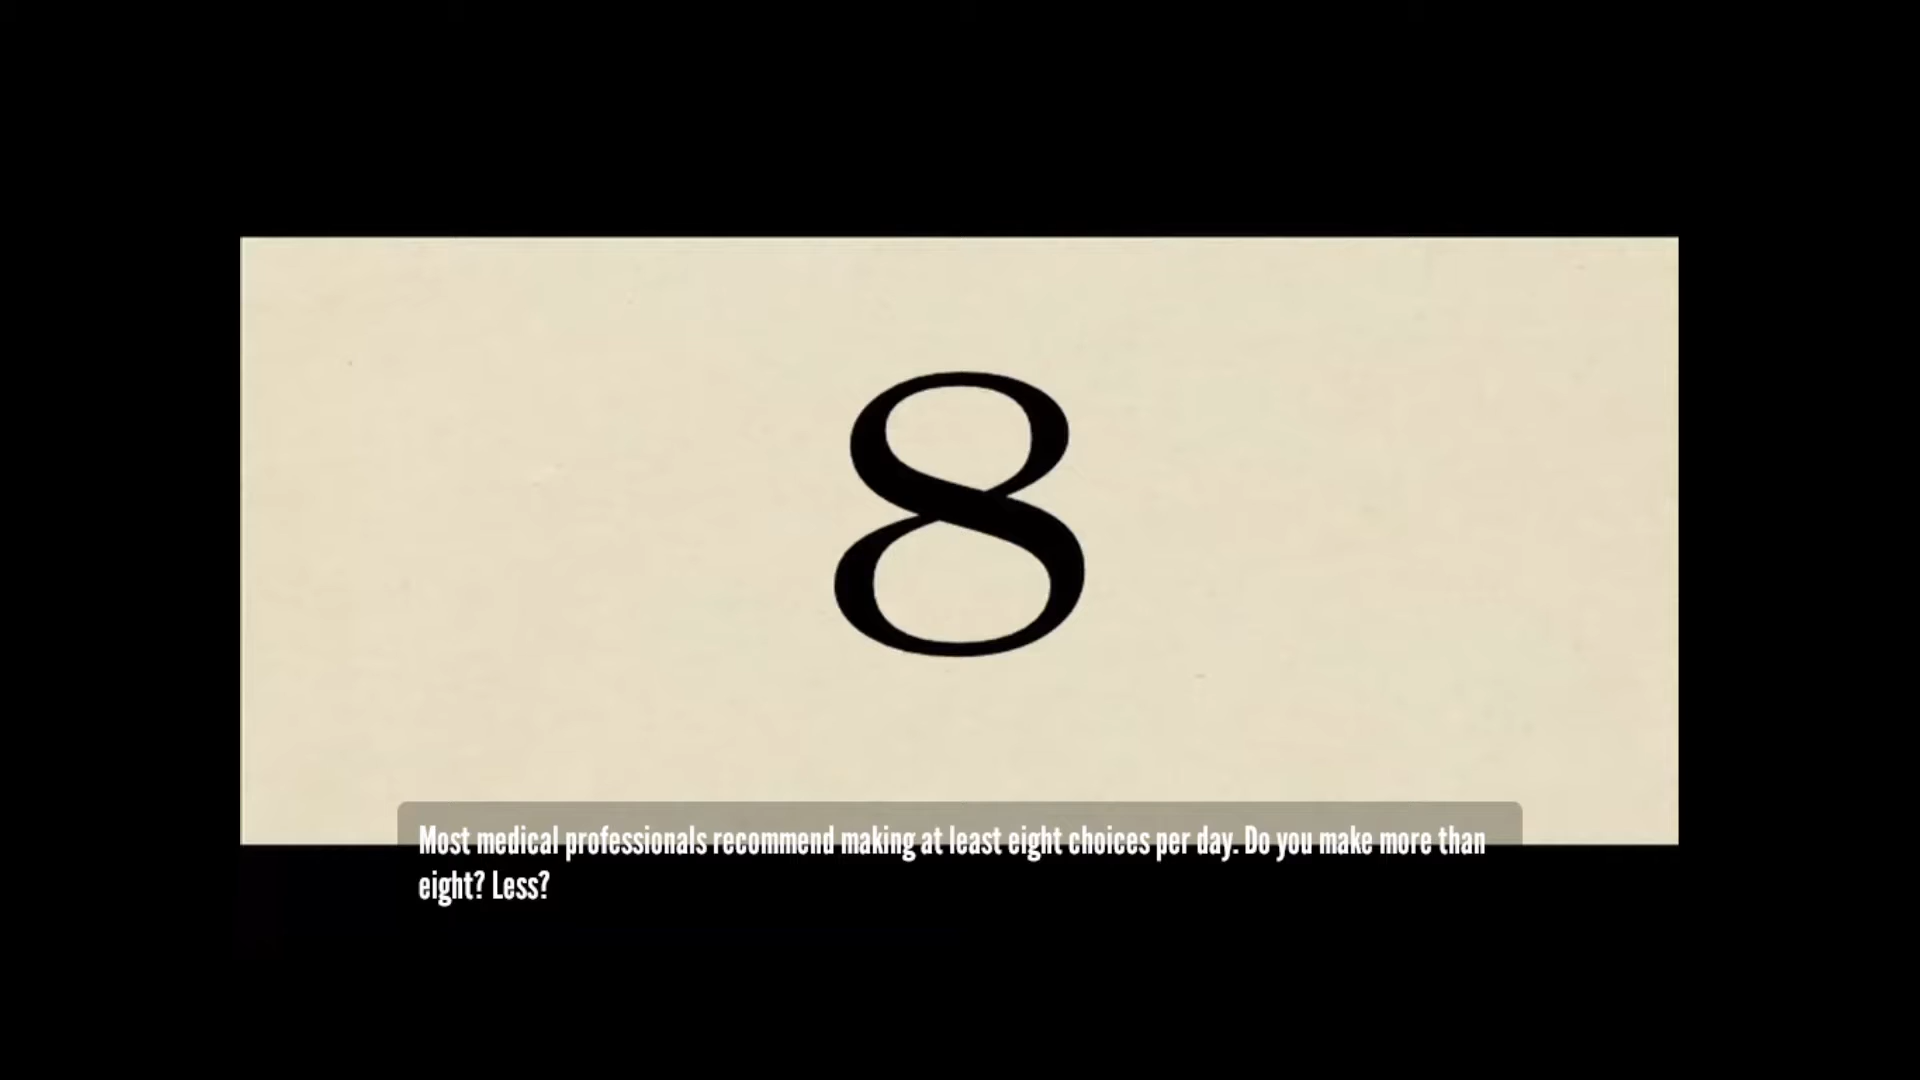 8
Most medical professionals recommend making at least eight choices per day. Do you make more than
eight? Less?